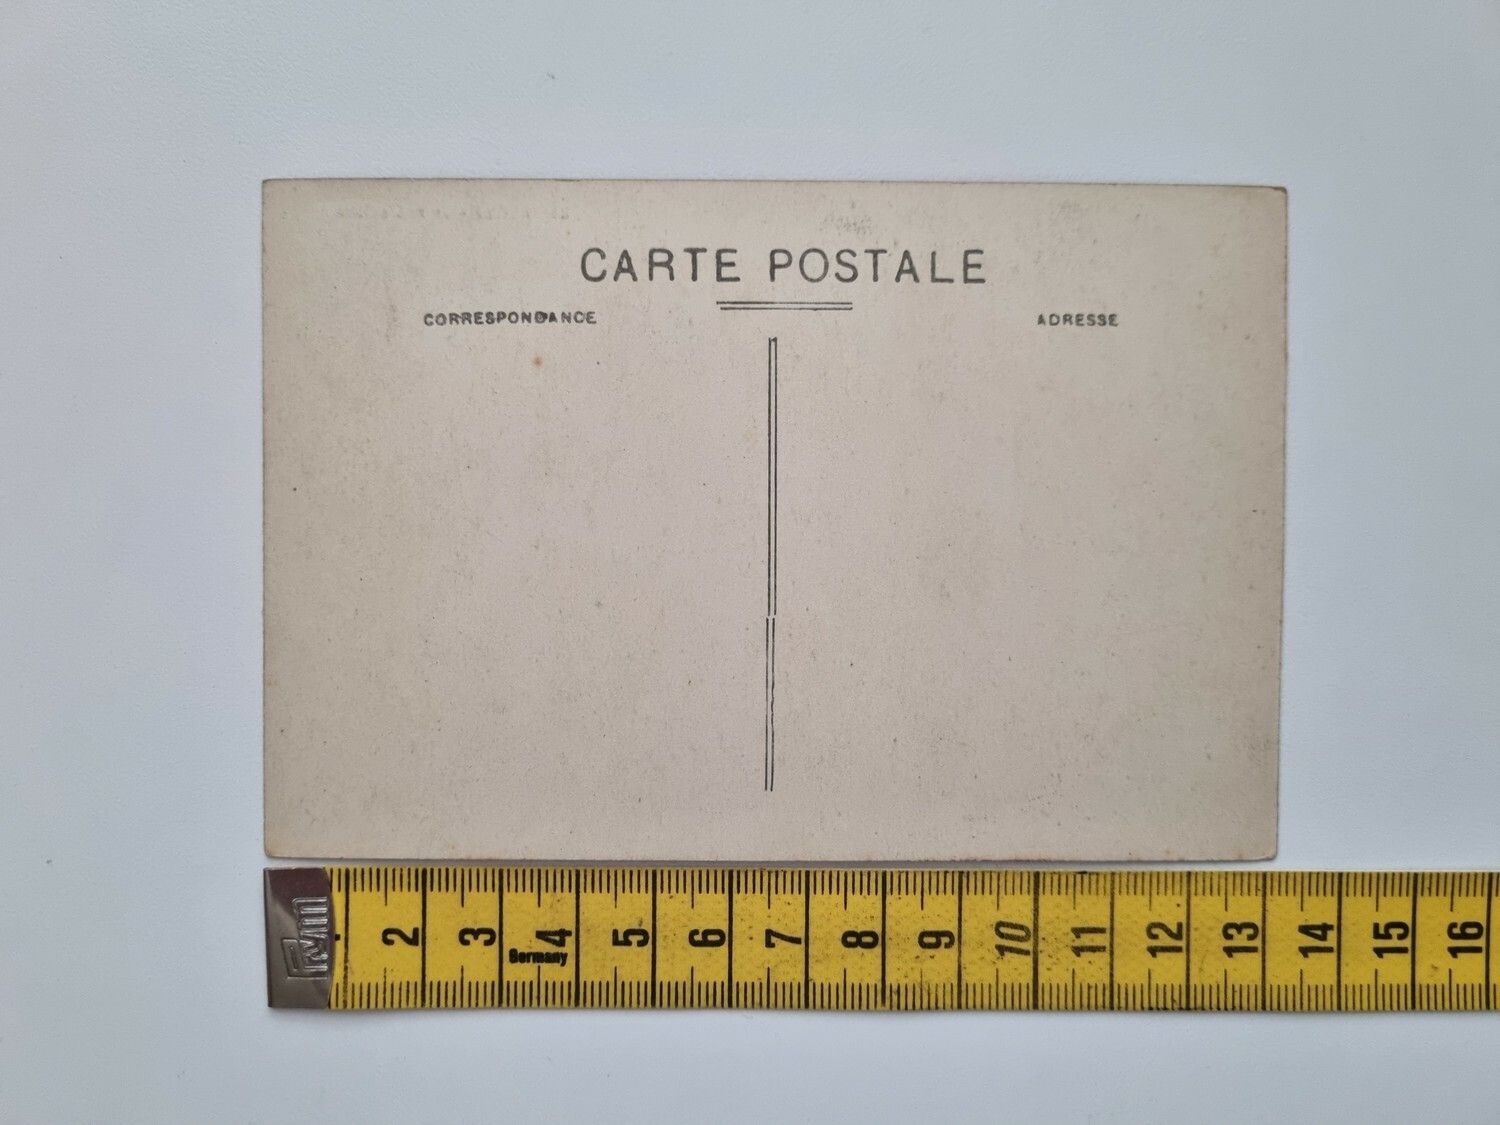 CARTE POSTALE
CORRESPONDANCE
ADRESSE
2 3 4 5 6 7 8 9 10 11 12 13 14 15 16
Germany